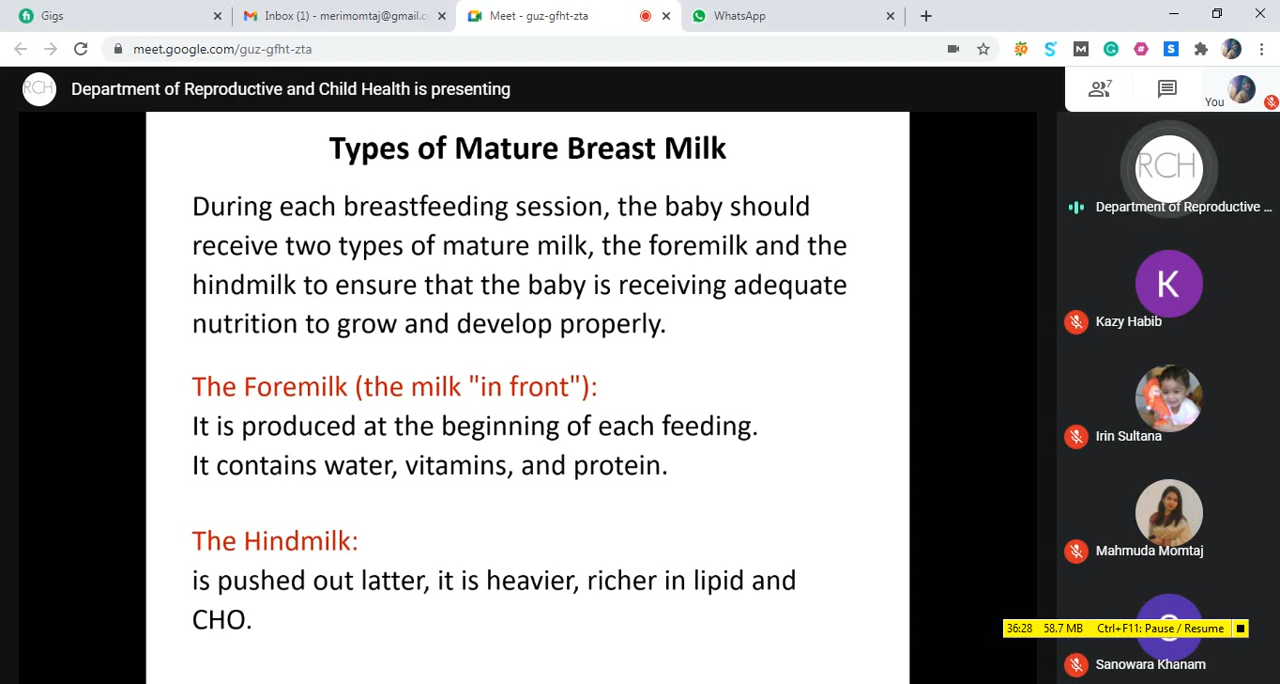 Gigs
Inbox (1) - merimomtaj@gmail.c
Meet - guz-gfht-zta
WhatsApp
meet.google.com/guz-gfht-zta
RCH
Department of Reproductive and Child Health is presenting
7
You
Types of Mature Breast Milk
During each breastfeeding session, the baby should
receive two types of mature milk, the foremilk and the
hindmilk to ensure that the baby is receiving adequate
nutrition to grow and develop properly.
The Foremilk (the milk "in front"):
It is produced at the beginning of each feeding.
It contains water, vitamins, and protein.
The Hindmilk:
is pushed out latter, it is heavier, richer in lipid and
CHO.
RCH
Department of Reproductive ...
K
Kazy Habib
Irin Sultana
Mahmuda Momtaj
36:28 58.7 MB Ctrl+F11: Pause / Resume
Sanowara Khanam